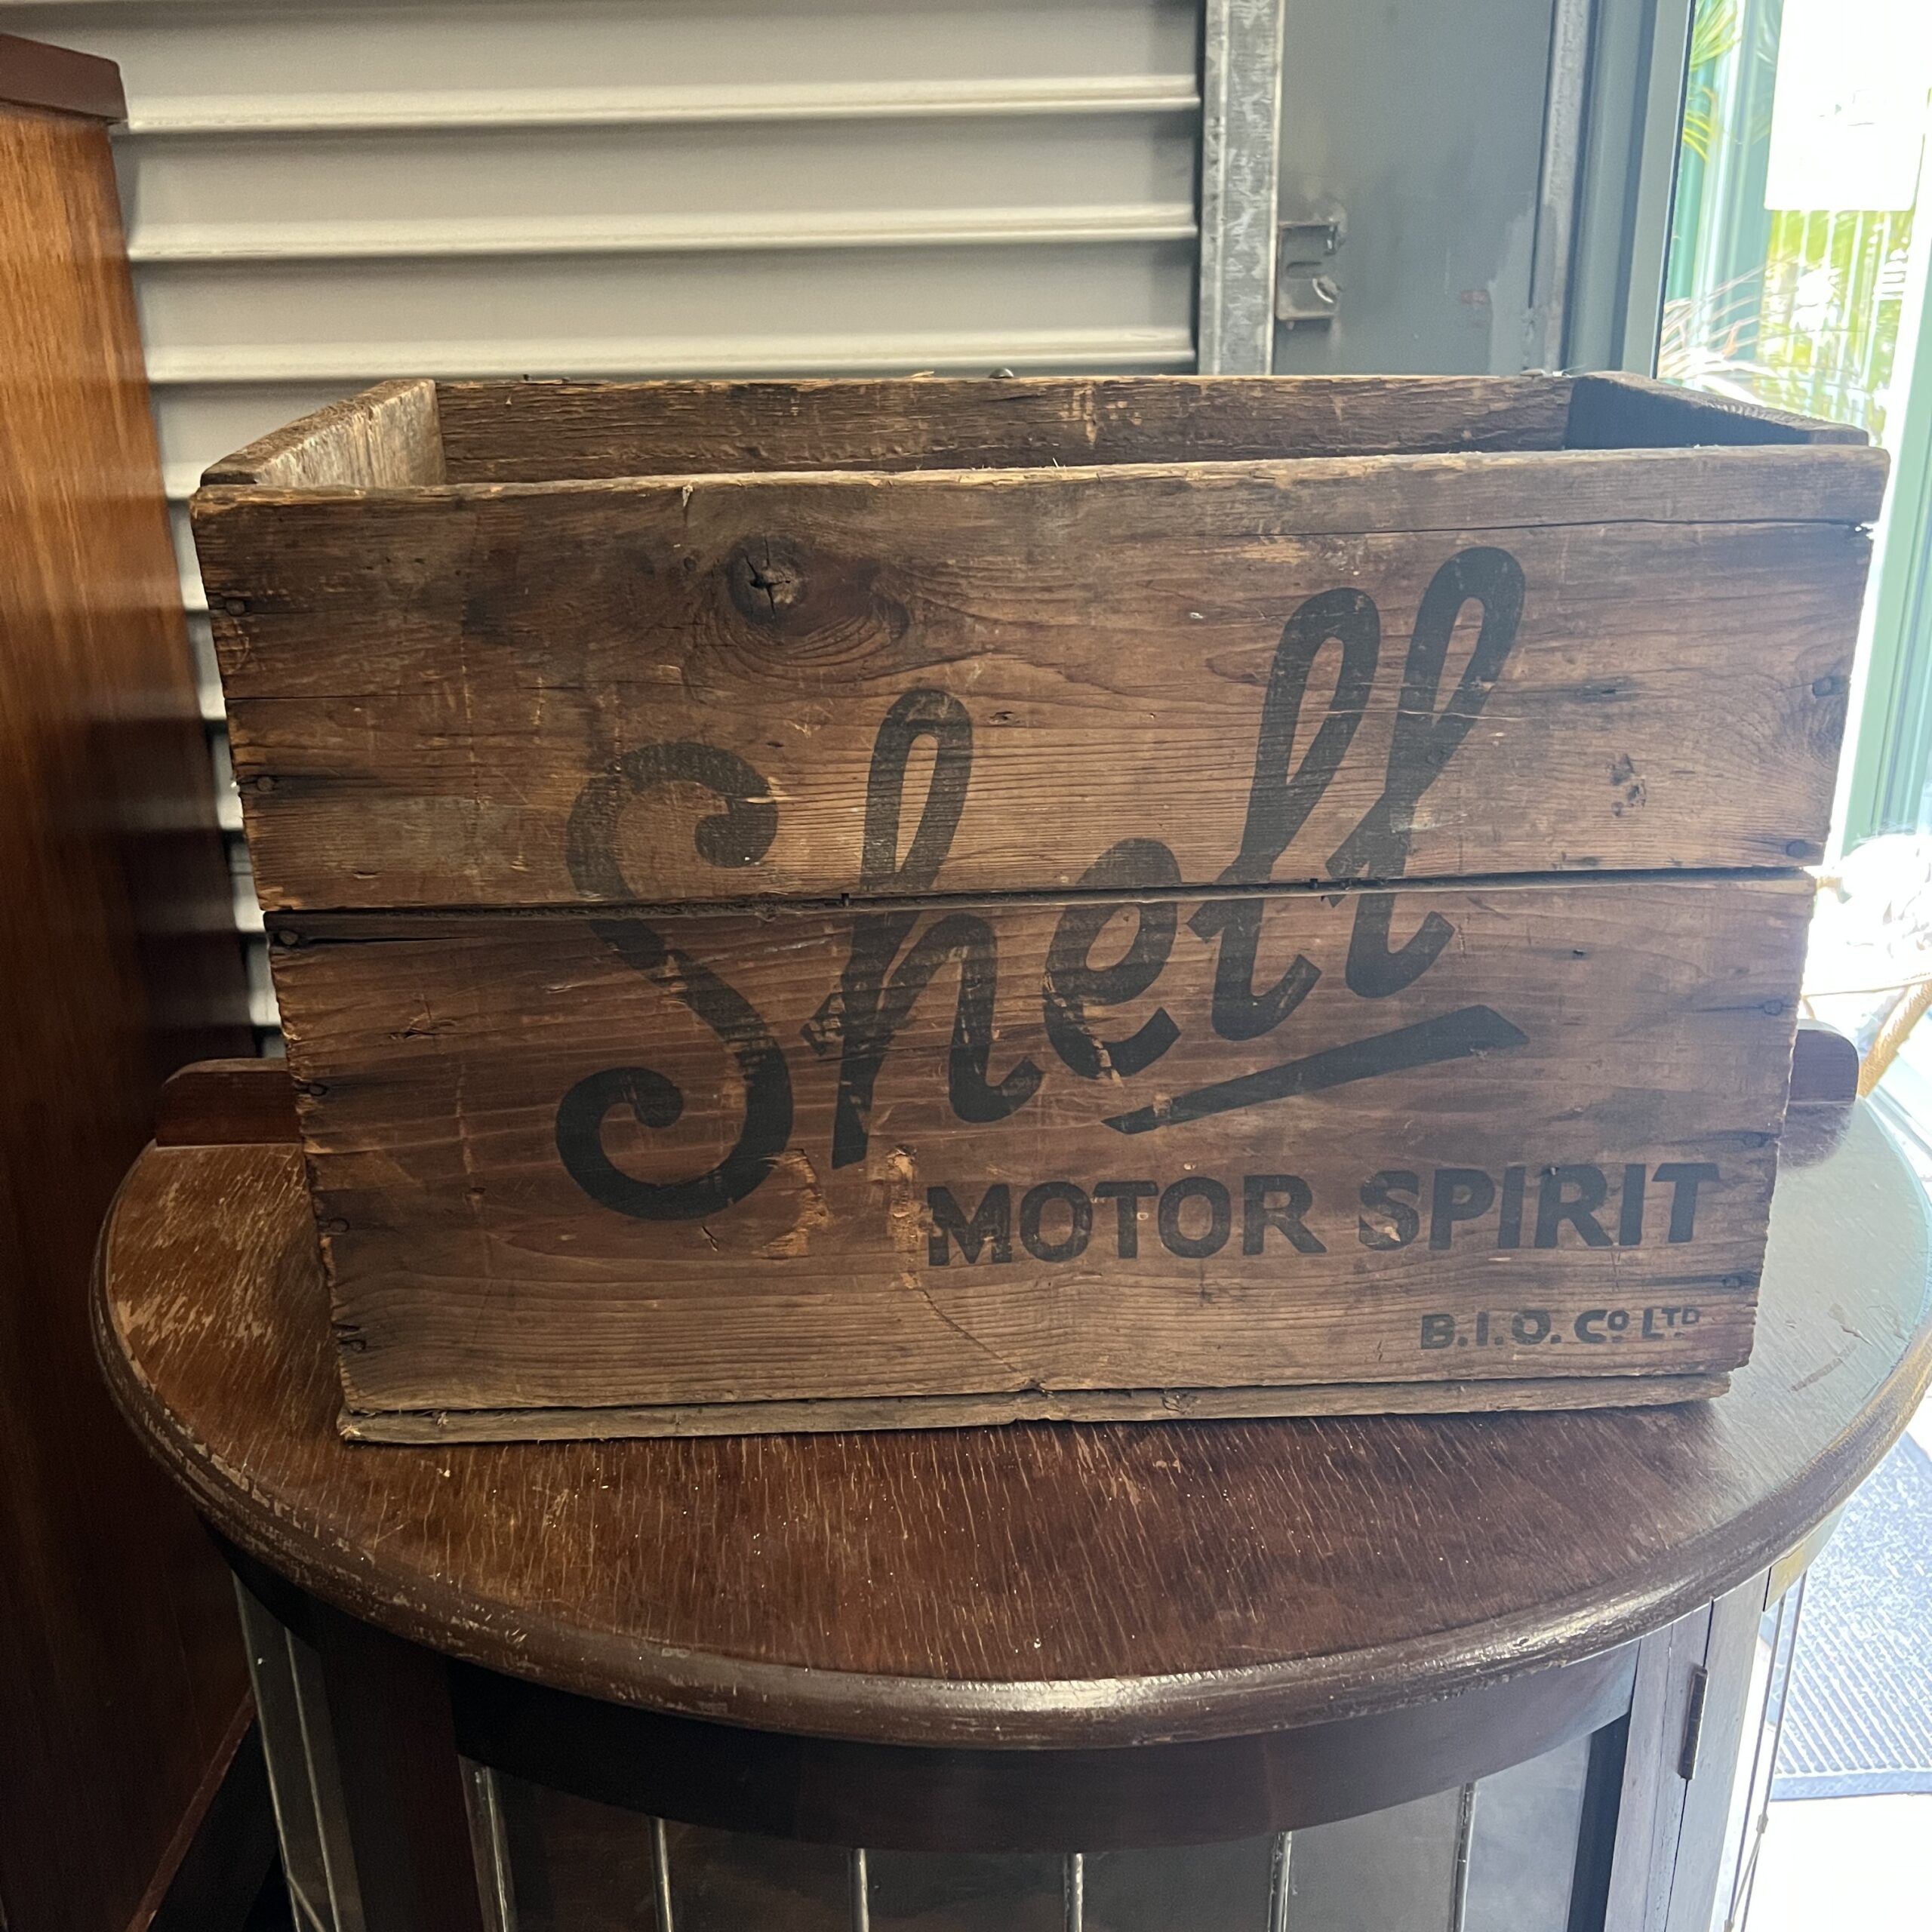 Shell
MOTOR SPIRIT
B.I.O. Co LTD